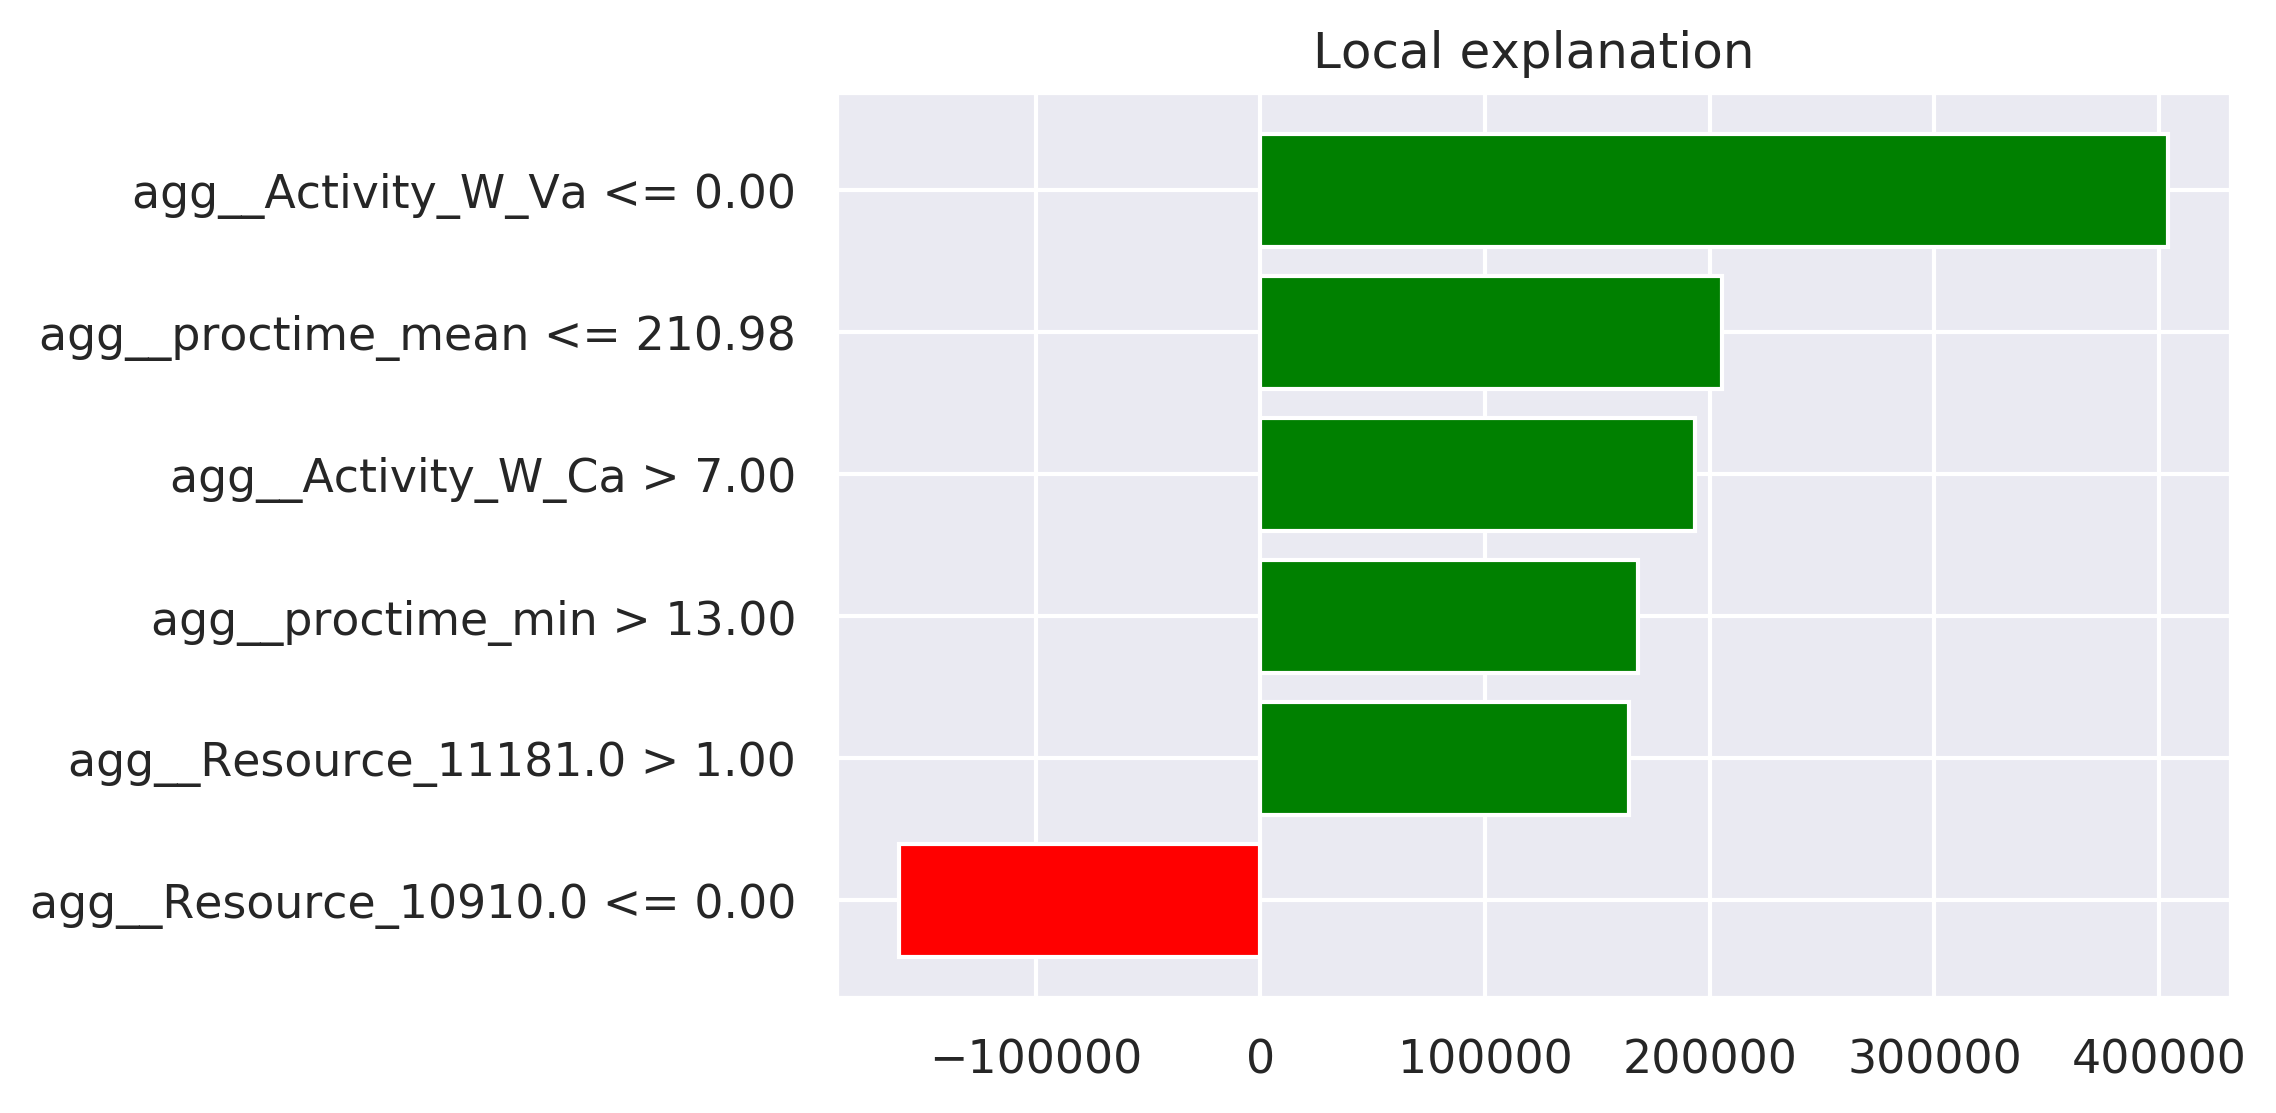 Local explanation
agg__Activity_W_Va <= 0.00
agg__proctime_mean <= 210.98
agg__Activity_W_Ca > 7.00
agg__proctime_min > 13.00
agg__Resource_11181.0 > 1.00
agg__Resource_10910.0 <= 0.00
−100000 0 100000 200000 300000 400000